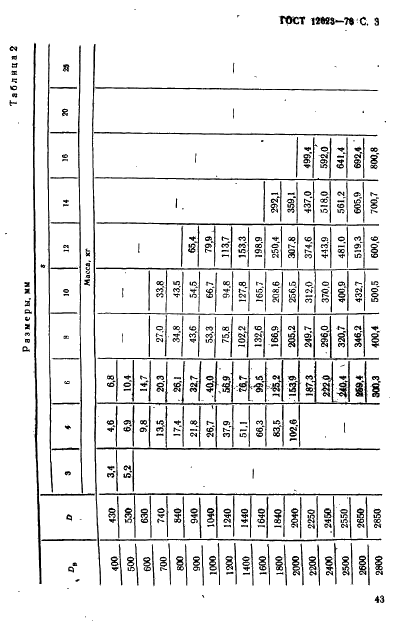 ГОСТ 12623—78 С. 3
Таблица 2
Размеры, мм
Dв D s
3 4 6 8 10 12 14 16 20 25
Масса, кг
400 430 3,4 4,6 6,8 — — — — — — —
500 530 5,2 6,9 10,4
600 630 — 9,8 14,7
700 740 13,5 20,3 27,0 33,8
800 840 17,4 26,1 34,8 43,5
900 940 21,8 32,7 43,6 54,5 65,4
1000 1040 26,7 40,0 53,3 66,7 79,9
1200 1240 37,9 56,9 75,8 94,8 113,7
1400 1440 51,1 76,7 102,2 127,8 153,3
1600 1640 66,3 99,5 132,6 165,7 198,9
1800 1840 83,5 125,2 166,9 208,6 250,4 292,1
2000 2040 102,6 153,9 205,2 256,5 307,8 359,1
2200 2250 — 187,3 249,7 312,0 374,6 437,0 499,4
2400 2450 222,0 296,0 370,0 443,9 518,0 592,0
2500 2550 240,4 320,7 400,9 481,0 561,2 641,4
2600 2650 259,4 346,2 432,7 519,3 605,9 692,4
2800 2850 300,3 400,4 500,5 600,6 700,7 800,8
43